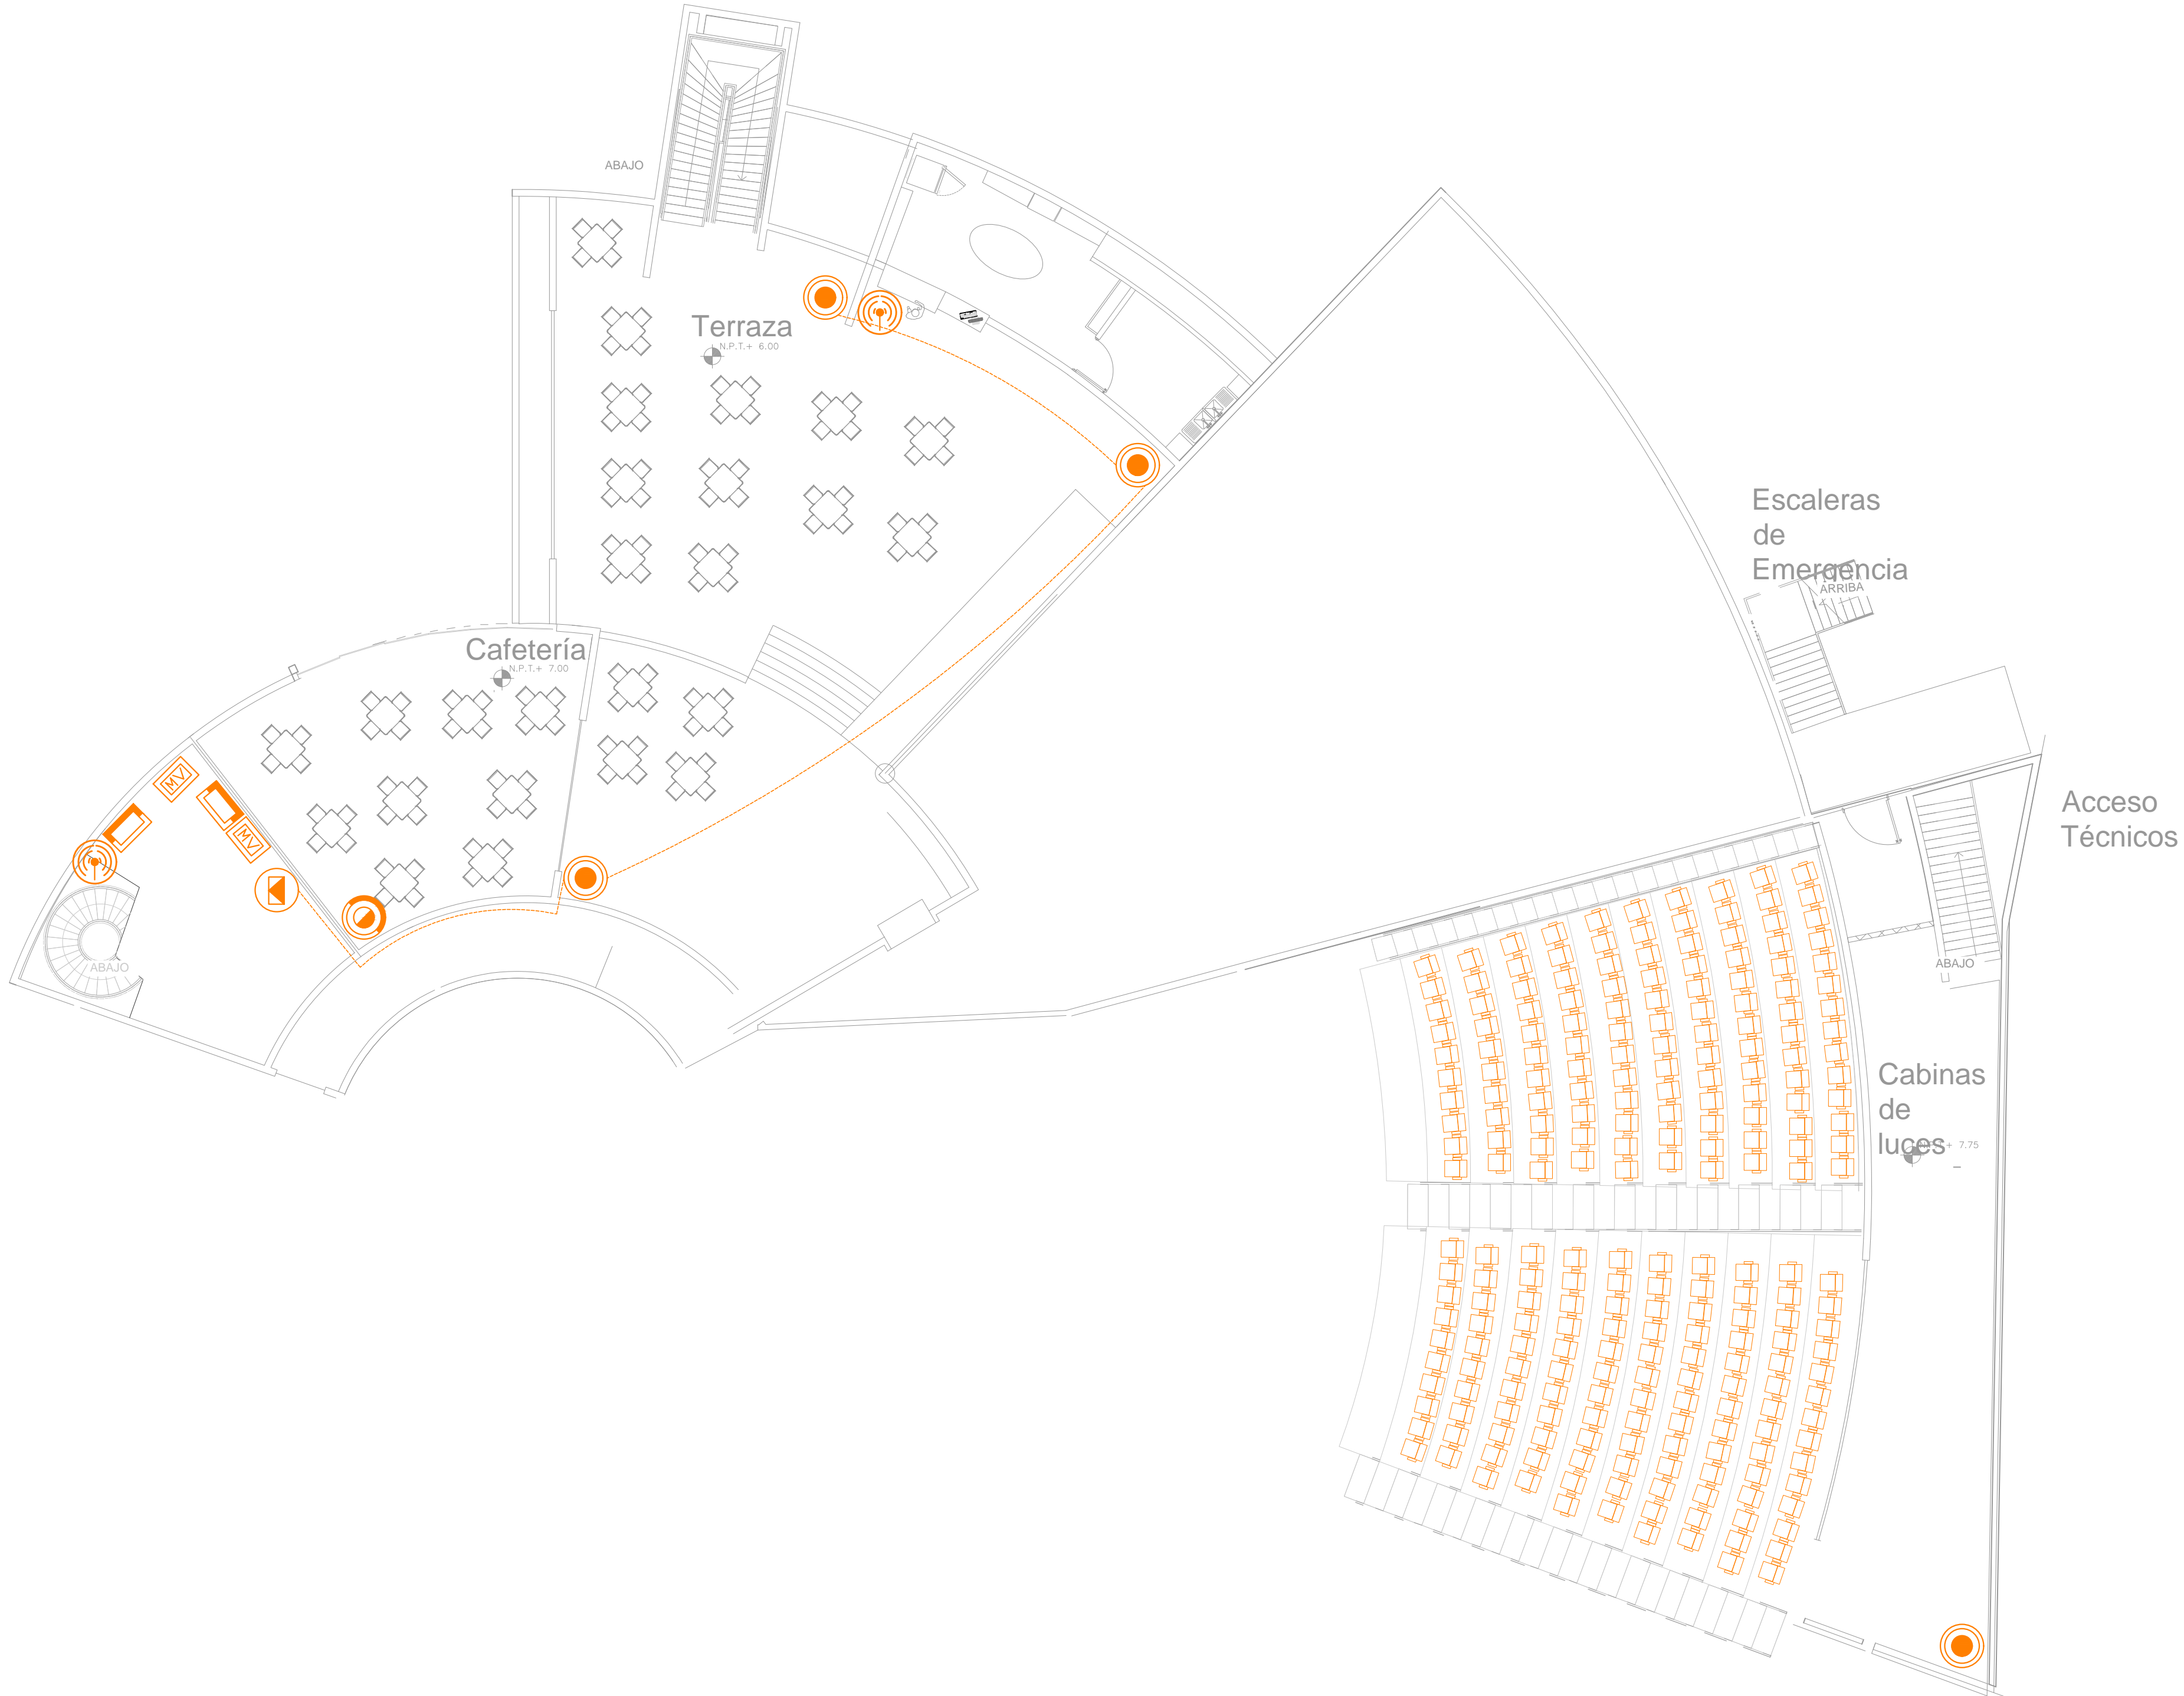 ABAJO
Terraza
N.P.T.+ 6.00
Escaleras
de
Emergencia
ARRIBA
Cafetería
N.P.T.+ 7.00
MV
MV
Acceso
Técnicos
ABAJO
ABAJO
Cabinas
de
luces
N.P.T.+ 7.75